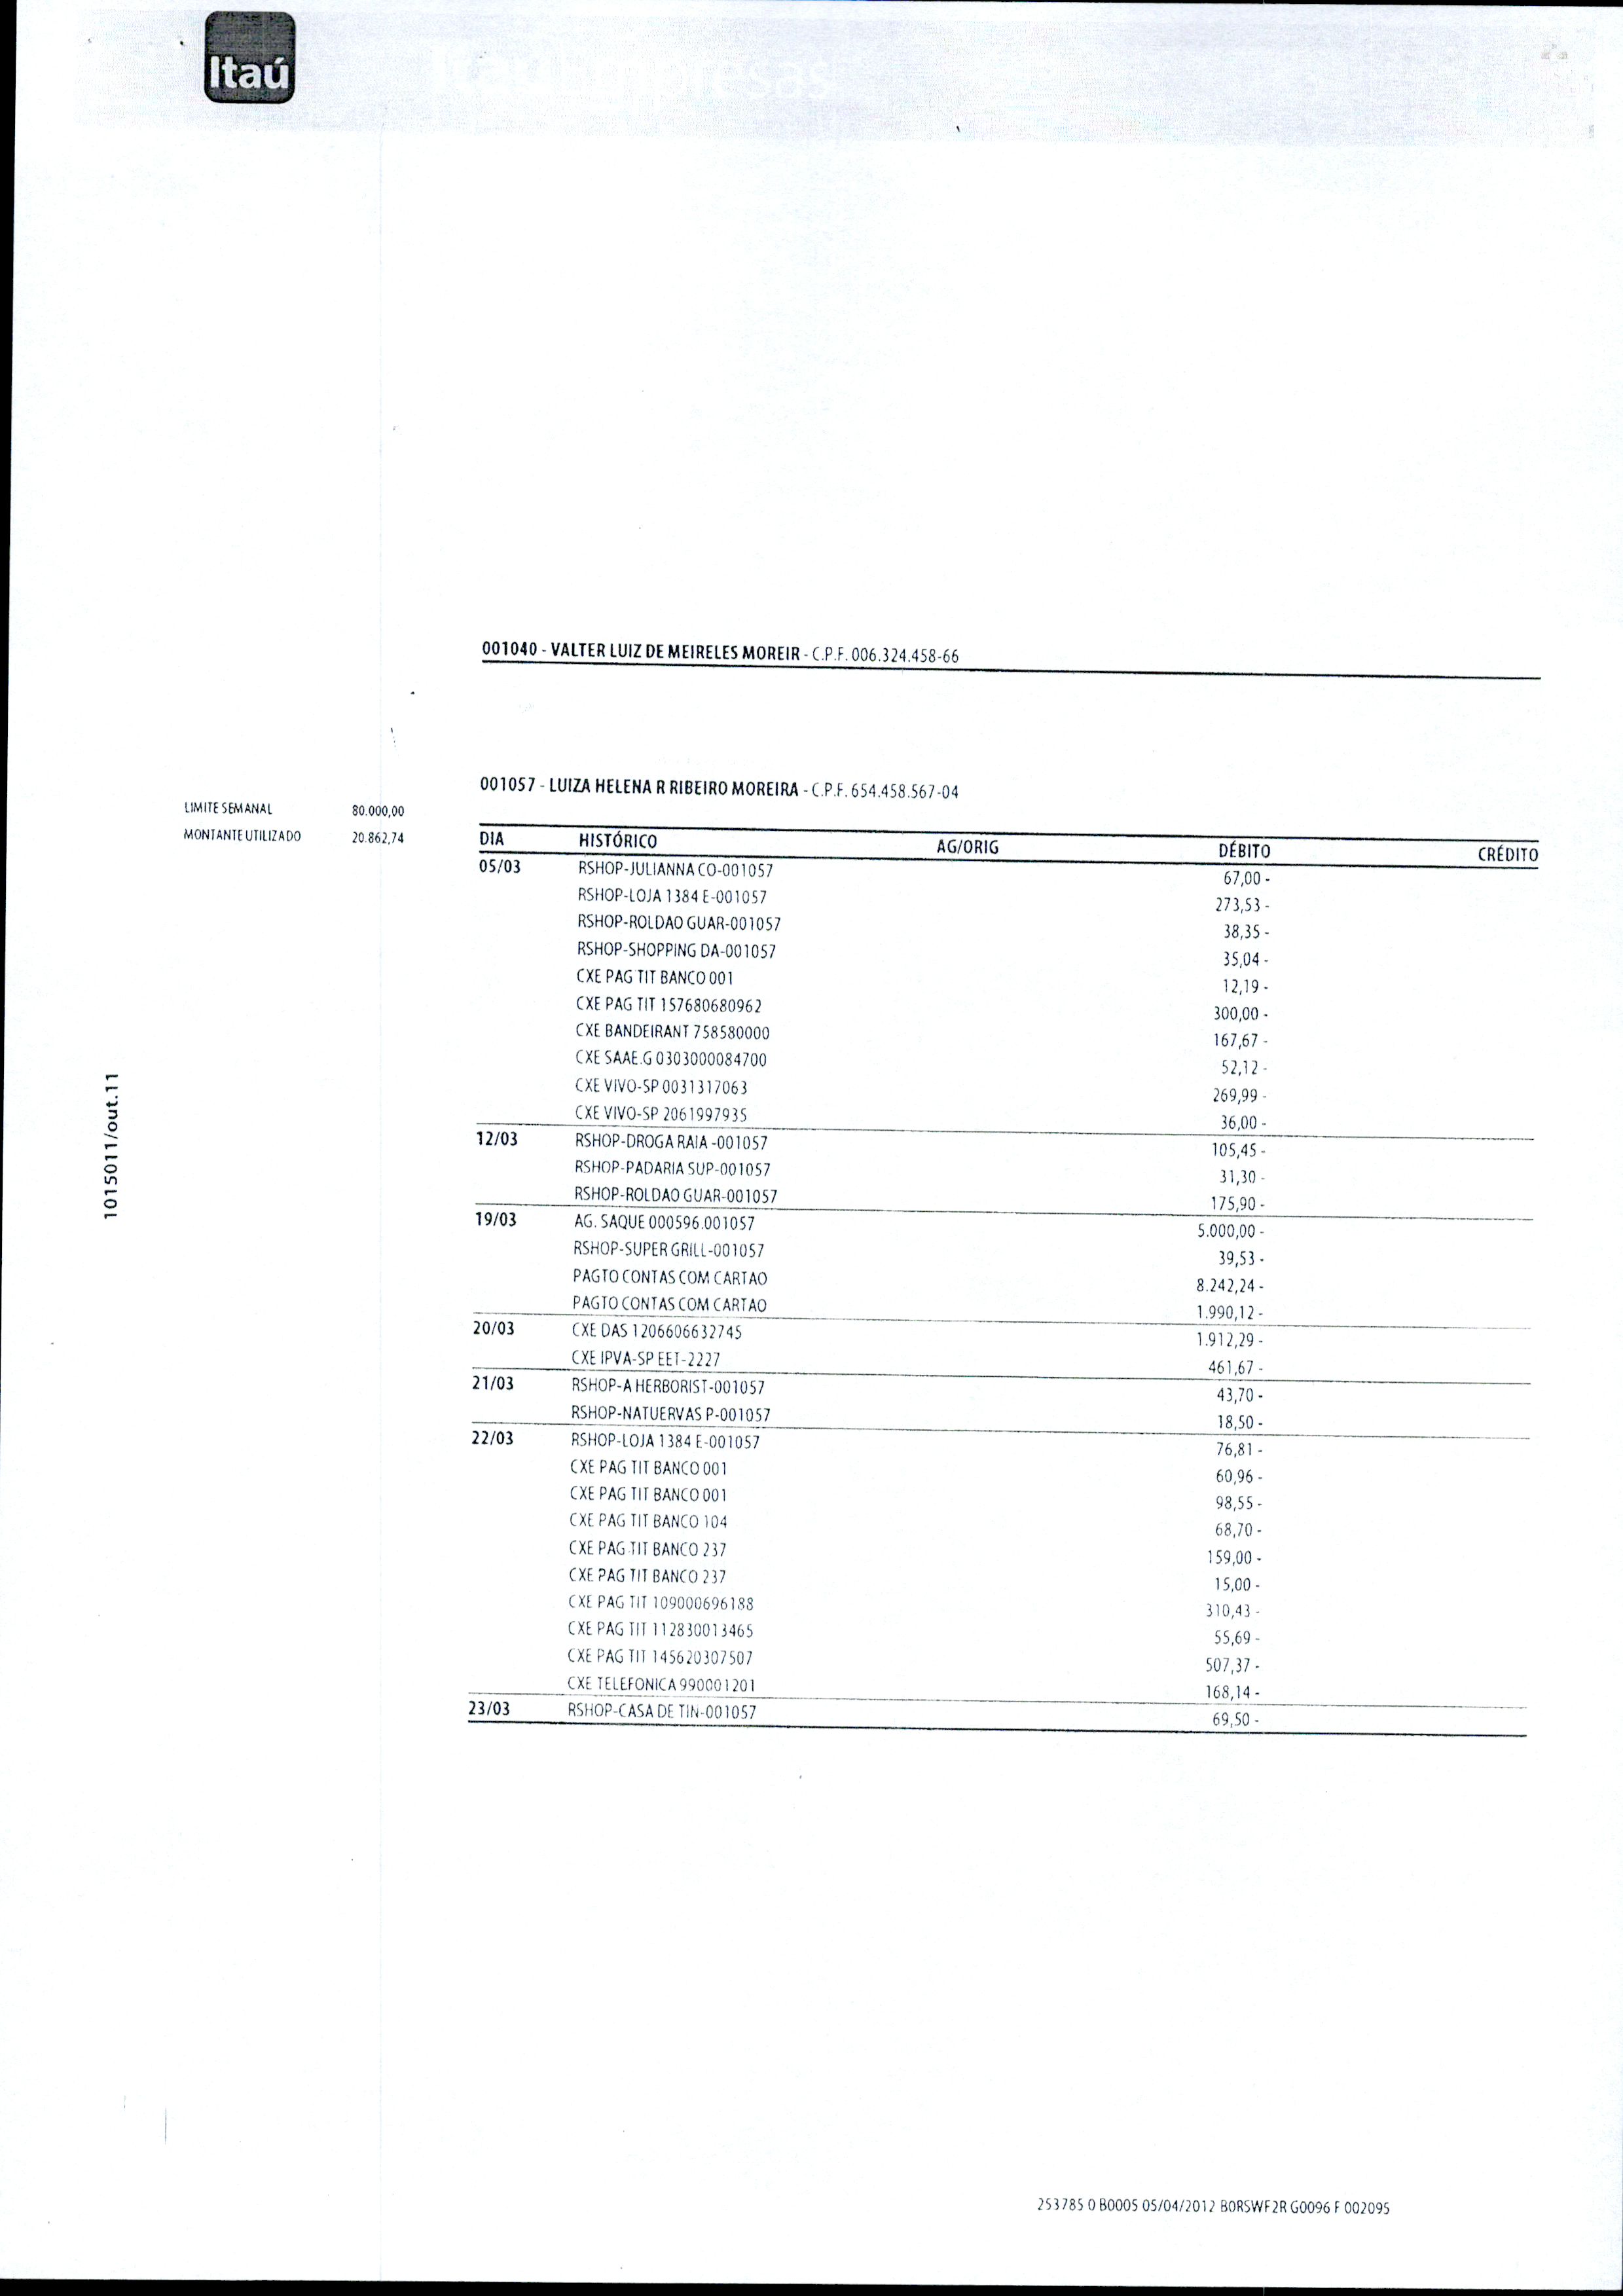 Itaú
001040 - VALTER LUIZ DE MEIRELES MOREIR - C.P.F. 006.324.458-66
001057 - LUIZA HELENA R RIBEIRO MOREIRA - C.P.F. 654.458.567-04
LIMITE SEMANAL 80.000,00
MONTANTE UTILIZADO 20.862,74
DIA HISTÓRICO AG/ORIG DÉBITO CRÉDITO
05/03 RSHOP-JULIANNA CO-001057 67,00 -
RSHOP-LOJA 1384 E-001057 273,53 -
RSHOP-ROLDAO GUAR-001057 38,35 -
RSHOP-SHOPPING DA-001057 35,04 -
CXE PAG TIT BANCO 001 12,19 -
CXE PAG TIT 157680680962 300,00 -
CXE BANDEIRANT 758580000 167,67 -
CXE SAAE.G 0303000084700 52,12 -
CXE VIVO-SP 0031317063 269,99 -
CXE VIVO-SP 2061997935 36,00 -
12/03 RSHOP-DROGA RAIA -001057 105,45 -
RSHOP-PADARIA SUP-001057 31,30 -
RSHOP-ROLDAO GUAR-001057 175,90 -
19/03 AG. SAQUE 000596.001057 5.000,00 -
RSHOP-SUPER GRILL-001057 39,53 -
PAGTO CONTAS COM CARTAO 8.242,24 -
PAGTO CONTAS COM CARTAO 1.990,12 -
20/03 CXE DAS 1206606632745 1.912,29 -
CXE IPVA-SP EET-2227 461,67 -
21/03 RSHOP-A HERBORIST-001057 43,70 -
RSHOP-NATUERVAS P-001057 18,50 -
22/03 RSHOP-LOJA 1384 E-001057 76,81 -
CXE PAG TIT BANCO 001 60,96 -
CXE PAG TIT BANCO 001 98,55 -
CXE PAG TIT BANCO 104 68,70 -
CXE PAG TIT BANCO 237 159,00 -
CXE PAG TIT BANCO 237 15,00 -
CXE PAG TIT 109000696188 310,43 -
CXE PAG TIT 112830013465 55,69 -
CXE PAG TIT 145620307507 507,37 -
CXE TELEFONICA 990001201 168,14 -
23/03 RSHOP-CASA DE TIN-001057 69,50 -
1015011/out.11
253785 0 B0005 05/04/2012 B0RSWF2R G0096 F 002095